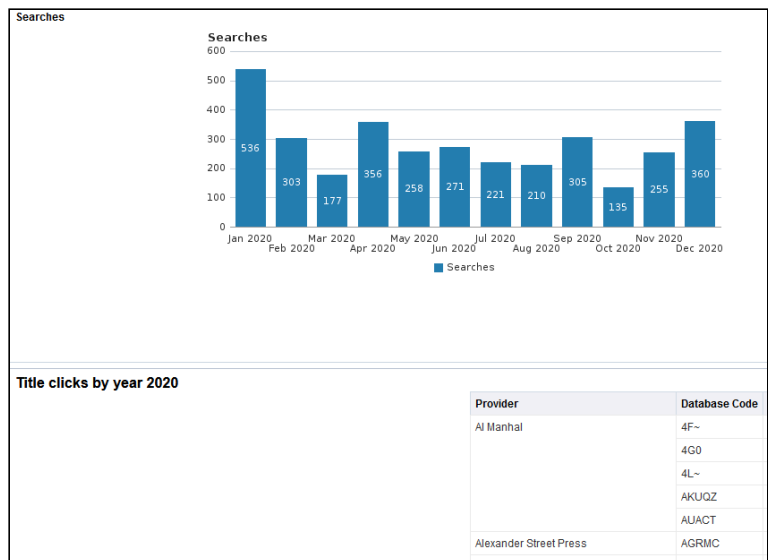 Searches
Searches
600
500
400
300
200
100
0
536
303
177
356
258
271
221
210
305
135
255
360
Jan 2020
Feb 2020
Mar 2020
Apr 2020
May 2020
Jun 2020
Jul 2020
Aug 2020
Sep 2020
Oct 2020
Nov 2020
Dec 2020
Searches
Title clicks by year 2020
Provider Database Code
Al Manhal 4F~
4G0
4L~
AKUQZ
AUACT
Alexander Street Press AGRMC